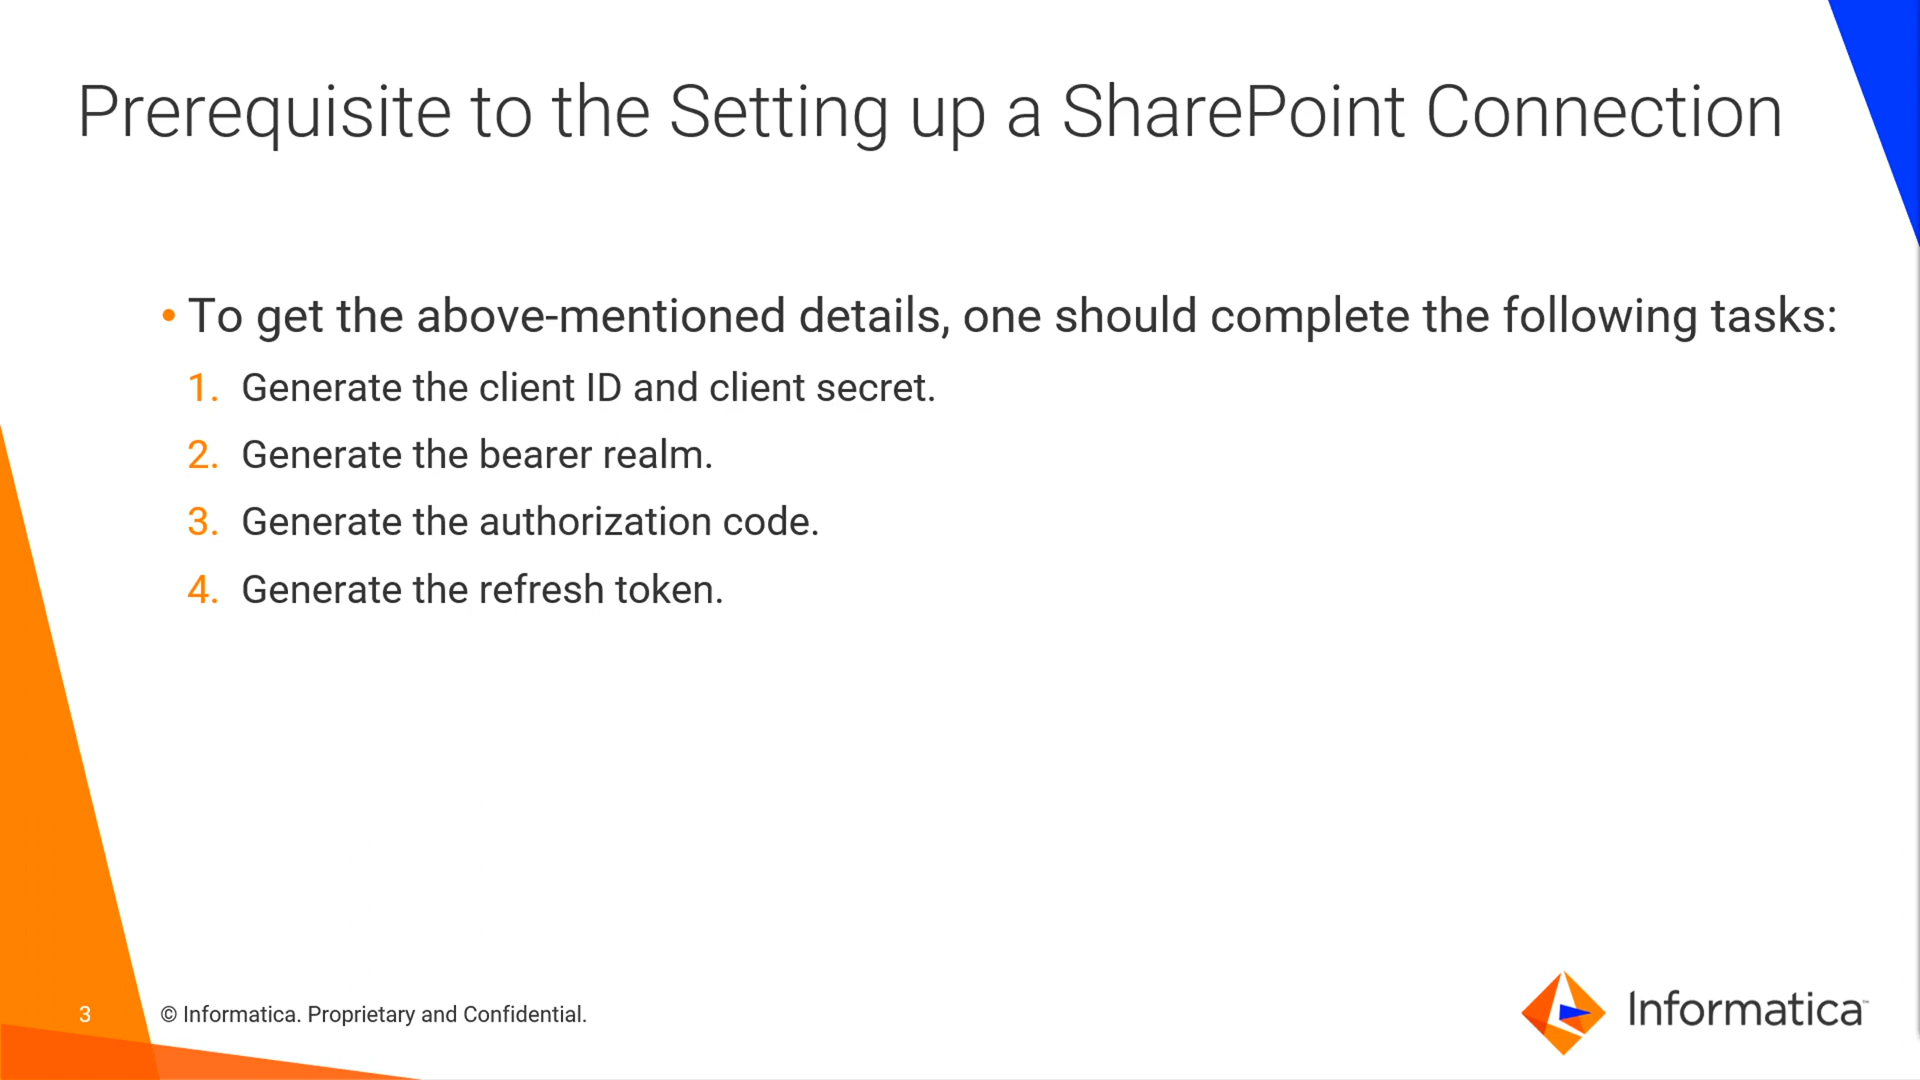 Prerequisite to the Setting up a SharePoint Connection
• To get the above-mentioned details, one should complete the following tasks:
1. Generate the client ID and client secret.
2. Generate the bearer realm.
3. Generate the authorization code.
4. Generate the refresh token.
3 © Informatica. Proprietary and Confidential.
Informatica™